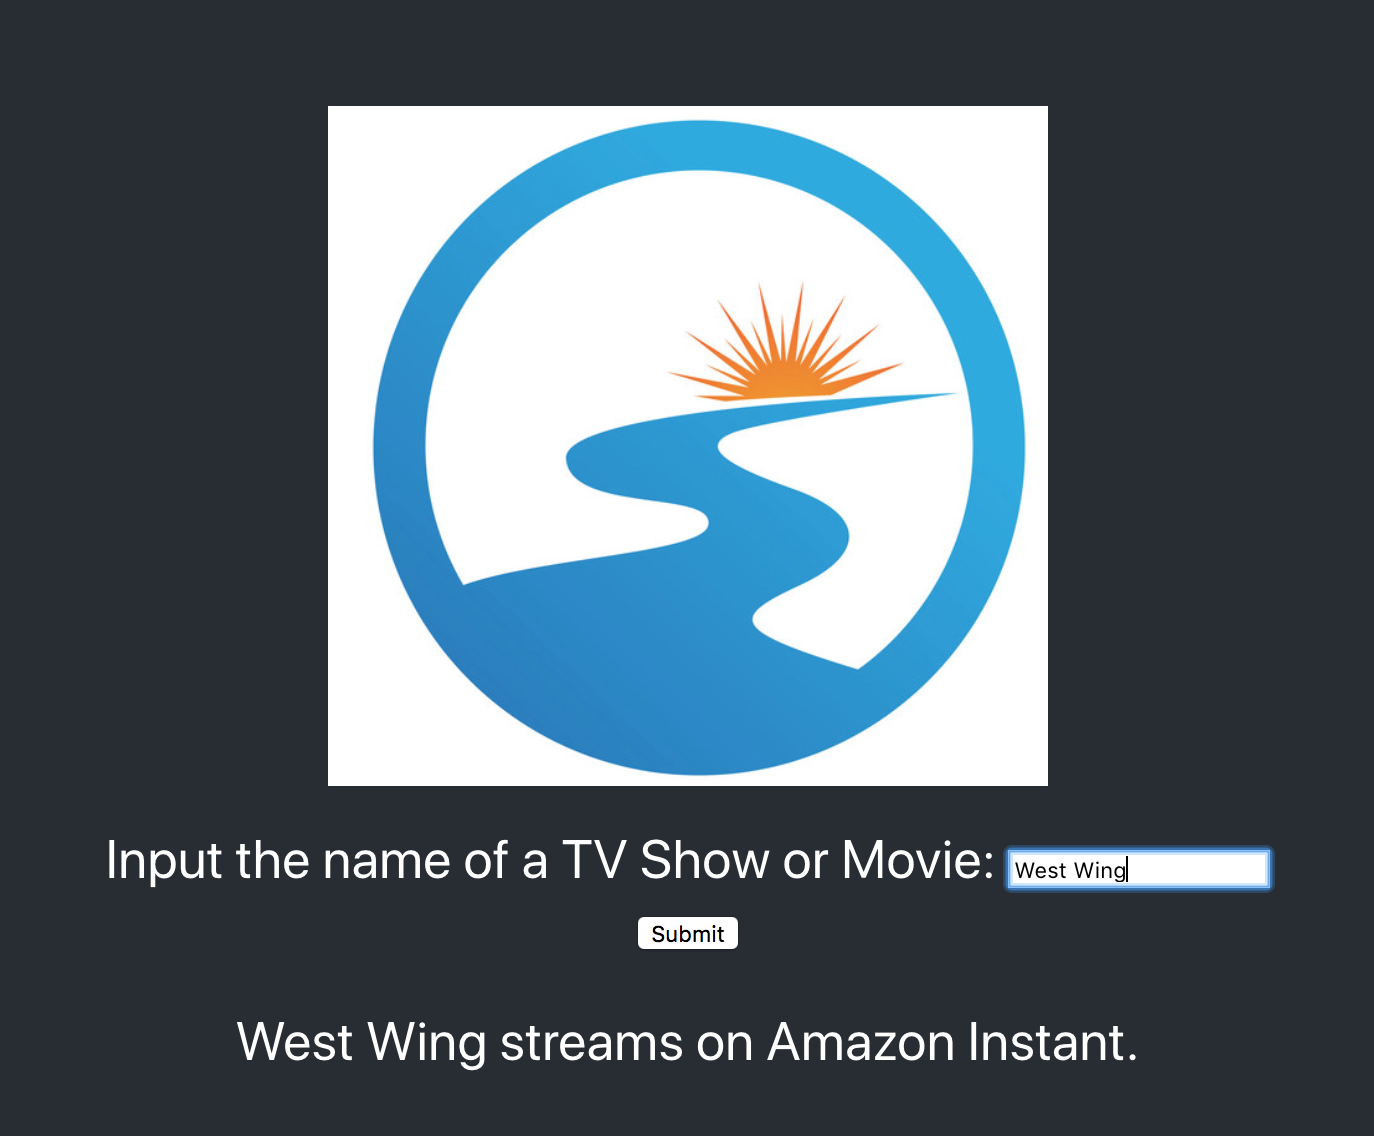 Input the name of a TV Show or Movie: West Wing
Submit
West Wing streams on Amazon Instant.